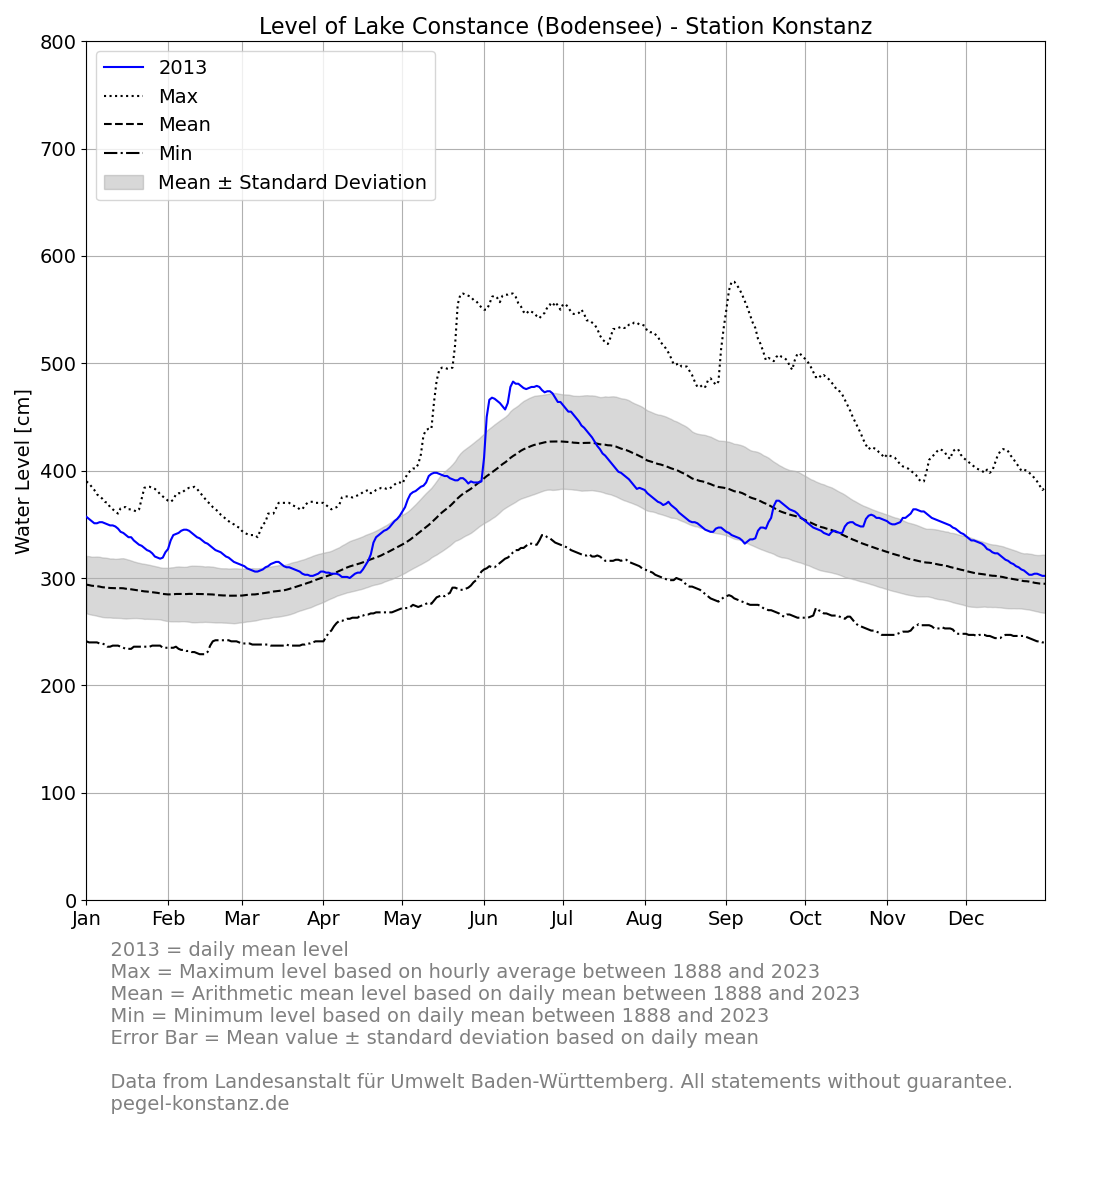 Level of Lake Constance (Bodensee) - Station Konstanz
800
700
600
500
400
300
200
100
0
Water Level [cm]
2013
Max
Mean
Min
Mean ± Standard Deviation
Jan Feb Mar Apr May Jun Jul Aug Sep Oct Nov Dec
2013 = daily mean level
Max = Maximum level based on hourly average between 1888 and 2023
Mean = Arithmetic mean level based on daily mean between 1888 and 2023
Min = Minimum level based on daily mean between 1888 and 2023
Error Bar = Mean value ± standard deviation based on daily mean
Data from Landesanstalt für Umwelt Baden-Württemberg. All statements without guarantee.
pegel-konstanz.de